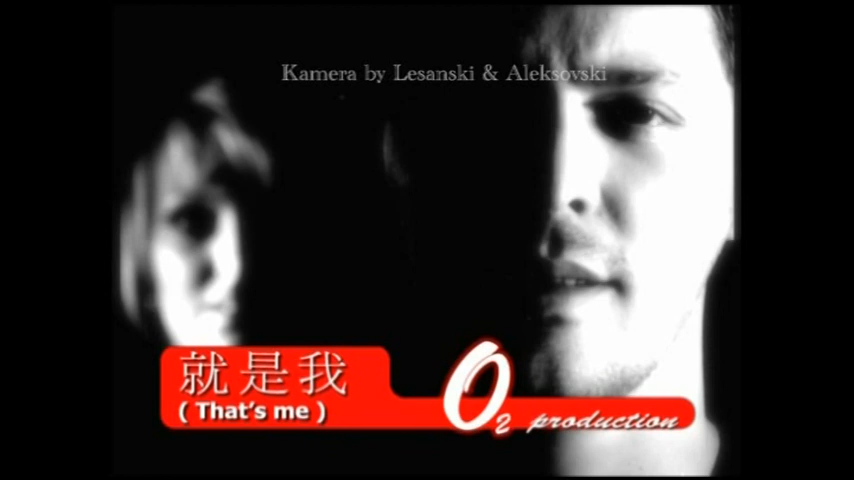 Kamera by Lesanski & Aleksovski
就是我
( That's me )
O2 production